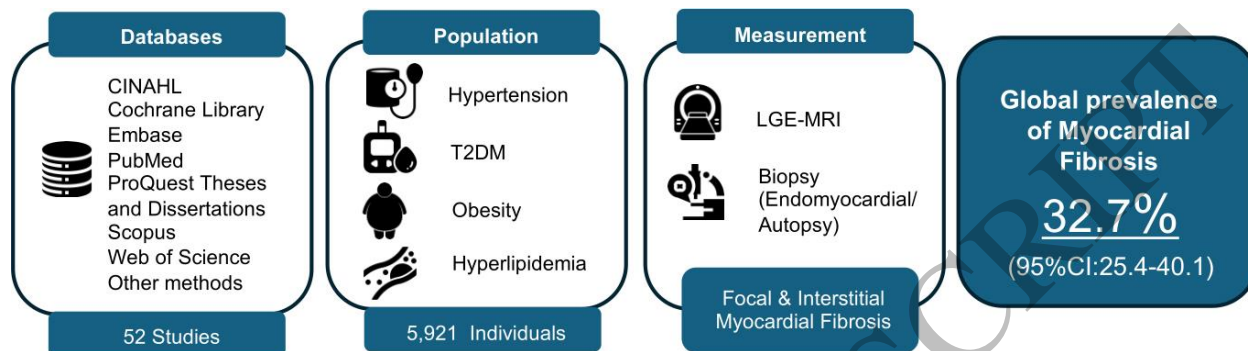 Databases
CINAHL
Cochrane Library
Embase
PubMed
ProQuest Theses
and Dissertations
Scopus
Web of Science
Other methods
52 Studies
Population
Hypertension
T2DM
Obesity
Hyperlipidemia
5,921 Individuals
Measurement
LGE-MRI
Biopsy
(Endomyocardial/
Autopsy)
Focal & Interstitial
Myocardial Fibrosis
Global prevalence
of Myocardial
Fibrosis
32.7%
(95%CI:25.4-40.1)
CRIPT